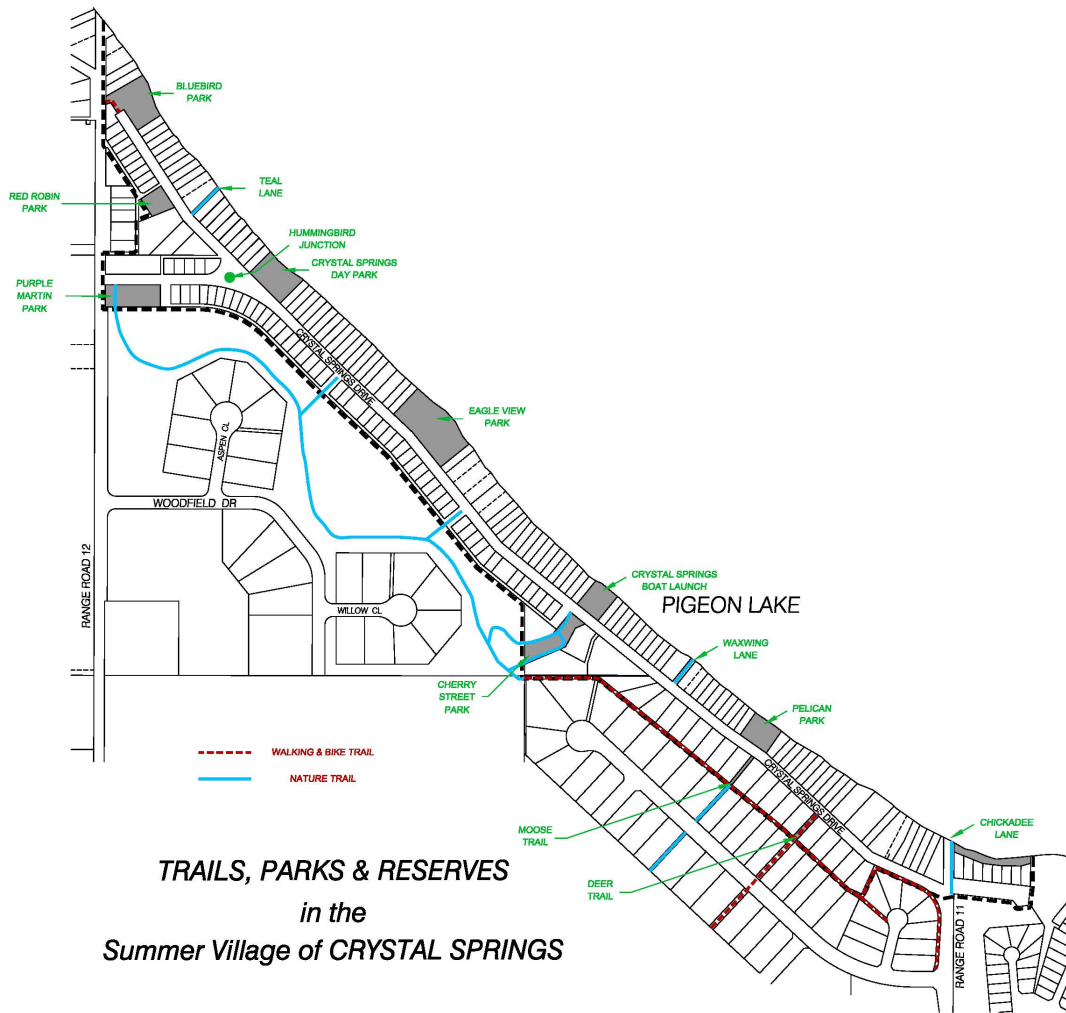 BLUEBIRD
PARK
TEAL
LANE
RED ROBIN
PARK
HUMMINGBIRD
JUNCTION
CRYSTAL SPRINGS
DAY PARK
PURPLE
MARTIN
PARK
CRYSTAL SPRINGS DRIVE
EAGLE VIEW
PARK
ASPEN CL
WOODFIELD DR
RANGE ROAD 12
WILLOW CL
CRYSTAL SPRINGS
BOAT LAUNCH
PIGEON LAKE
WAXWING
LANE
CHERRY
STREET
PARK
PELICAN
PARK
WALKING & BIKE TRAIL
NATURE TRAIL
CRYSTAL SPRINGS DRIVE
MOOSE
TRAIL
CHICKADEE
LANE
DEER
TRAIL
RANGE ROAD 11
TRAILS, PARKS & RESERVES
in the
Summer Village of CRYSTAL SPRINGS